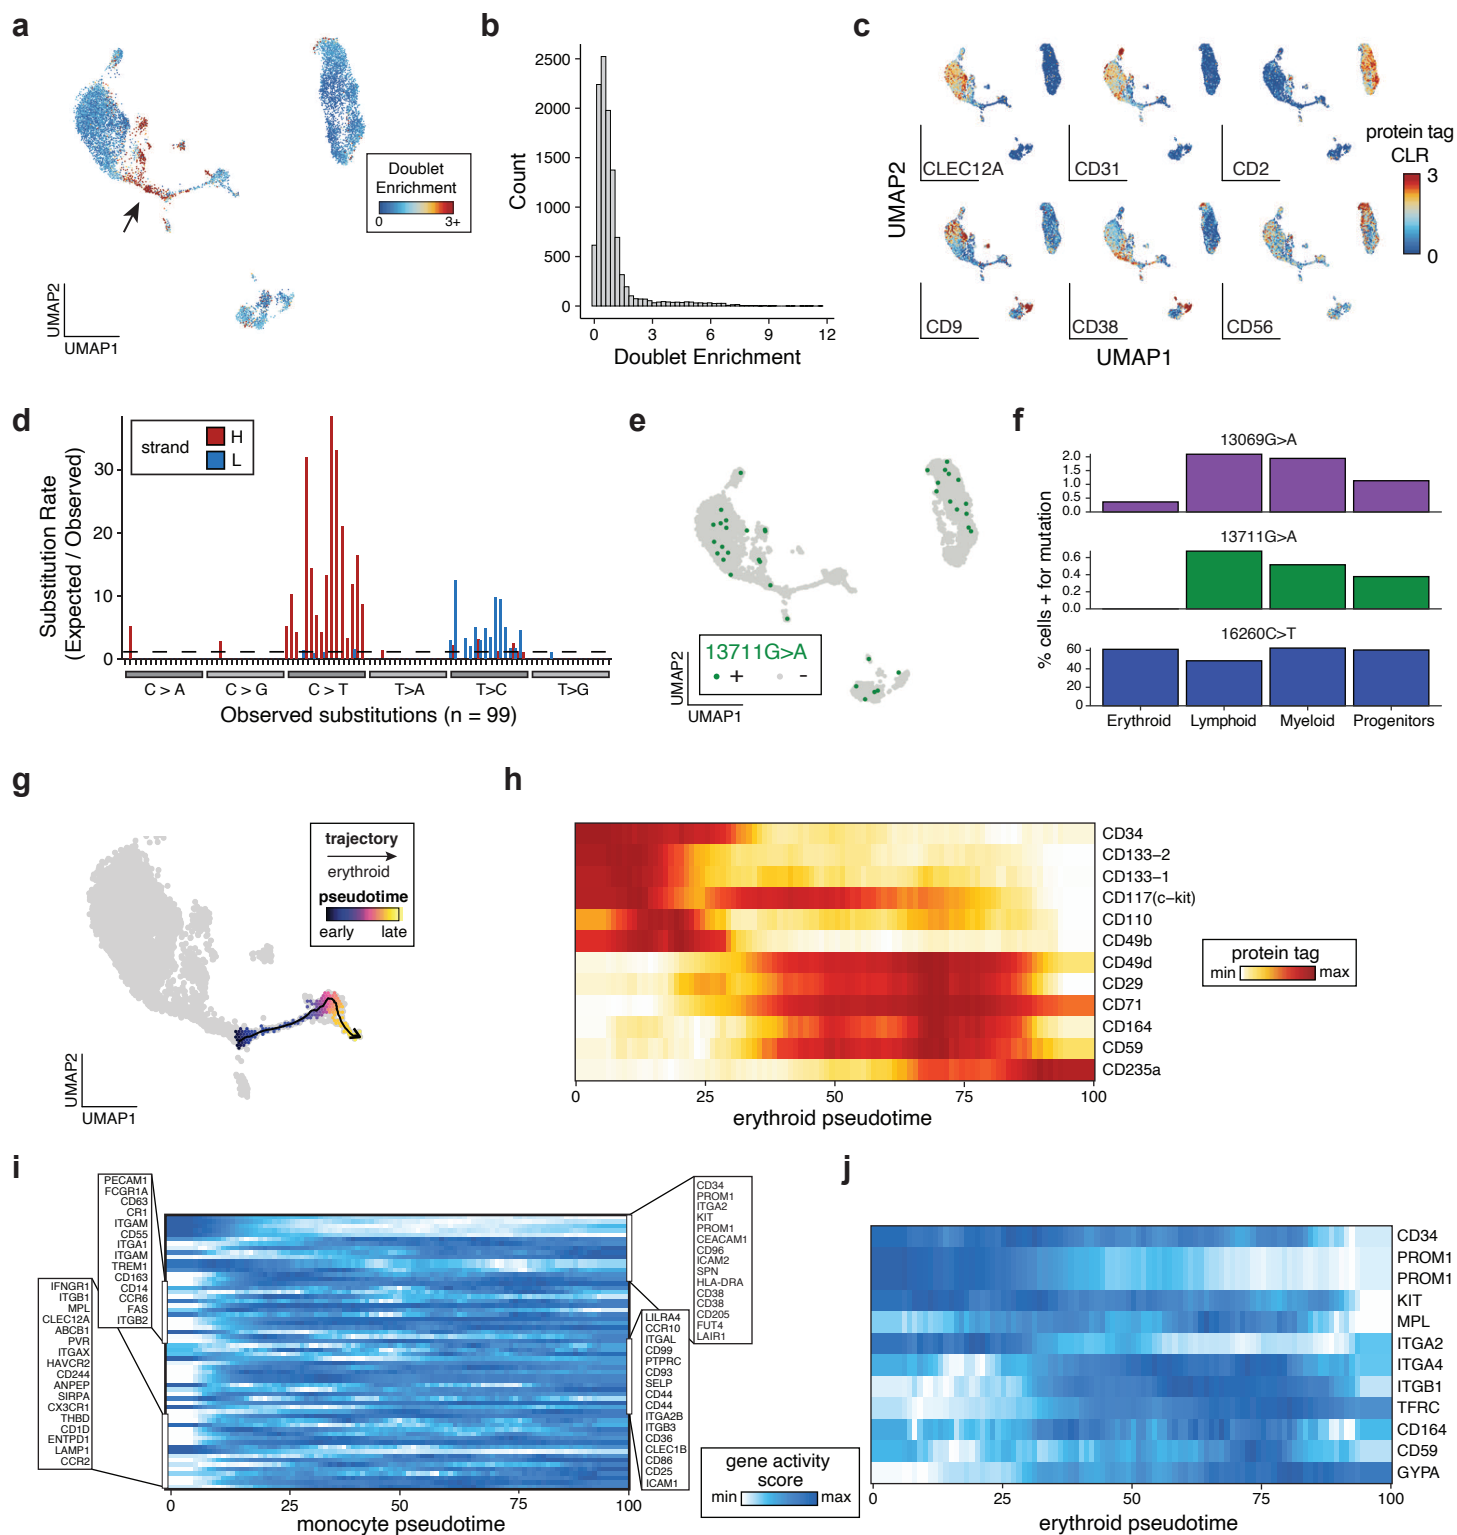 a
Doublet
Enrichment
0
3+
UMAP2
UMAP1
b
Count
2500
2000
1500
1000
500
0
0
3
6
9
12
Doublet Enrichment
c
UMAP2
CLEC12A
CD31
CD2
CD9
CD38
CD56
UMAP1
protein tag
CLR
3
0
d
strand
H
L
Substitution Rate
(Expected / Observed)
30
20
10
0
C > A
C > G
C > T
T>A
T>C
T>G
Observed substitutions (n = 99)
e
13711G>A
+
-
UMAP2
UMAP1
f
% cells + for mutation
13069G>A
2.0
1.5
1.0
0.5
0.0
13711G>A
0.6
0.4
0.2
0.0
16260C>T
60
40
20
0
Erythroid
Lymphoid
Myeloid
Progenitors
g
trajectory
erythroid
pseudotime
early
late
UMAP2
UMAP1
h
CD34
CD133-2
CD133-1
CD117(c-kit)
CD110
CD49b
CD49d
CD29
CD71
CD164
CD59
CD235a
0
25
50
75
100
erythroid pseudotime
protein tag
min
max
i
PECAM1
FCGR1A
CD63
CR1
ITGAM
CD55
ITGA1
ITGAM
TREM1
CD163
CD14
CCR6
FAS
ITGB2
IFNGR1
ITGB1
MPL
CLEC12A
ABCB1
PVR
ITGAX
HAVCR2
CD244
ANPEP
SIRPA
CX3CR1
THBD
CD1D
ENTPD1
LAMP1
CCR2
CD34
PROM1
ITGA2
KIT
PROM1
CEACAM1
CD96
ICAM2
SPN
HLA-DRA
CD38
CD38
CD205
FUT4
LAIR1
LILRA4
CCR10
ITGAL
CD99
PTPRC
CD93
SELP
CD44
CD44
ITGA2B
ITGB3
CD36
CLEC1B
CD86
CD25
ICAM1
0
25
50
75
100
monocyte pseudotime
gene activity
score
min
max
j
CD34
PROM1
PROM1
KIT
MPL
ITGA2
ITGA4
ITGB1
TFRC
CD164
CD59
GYPA
0
25
50
75
100
erythroid pseudotime